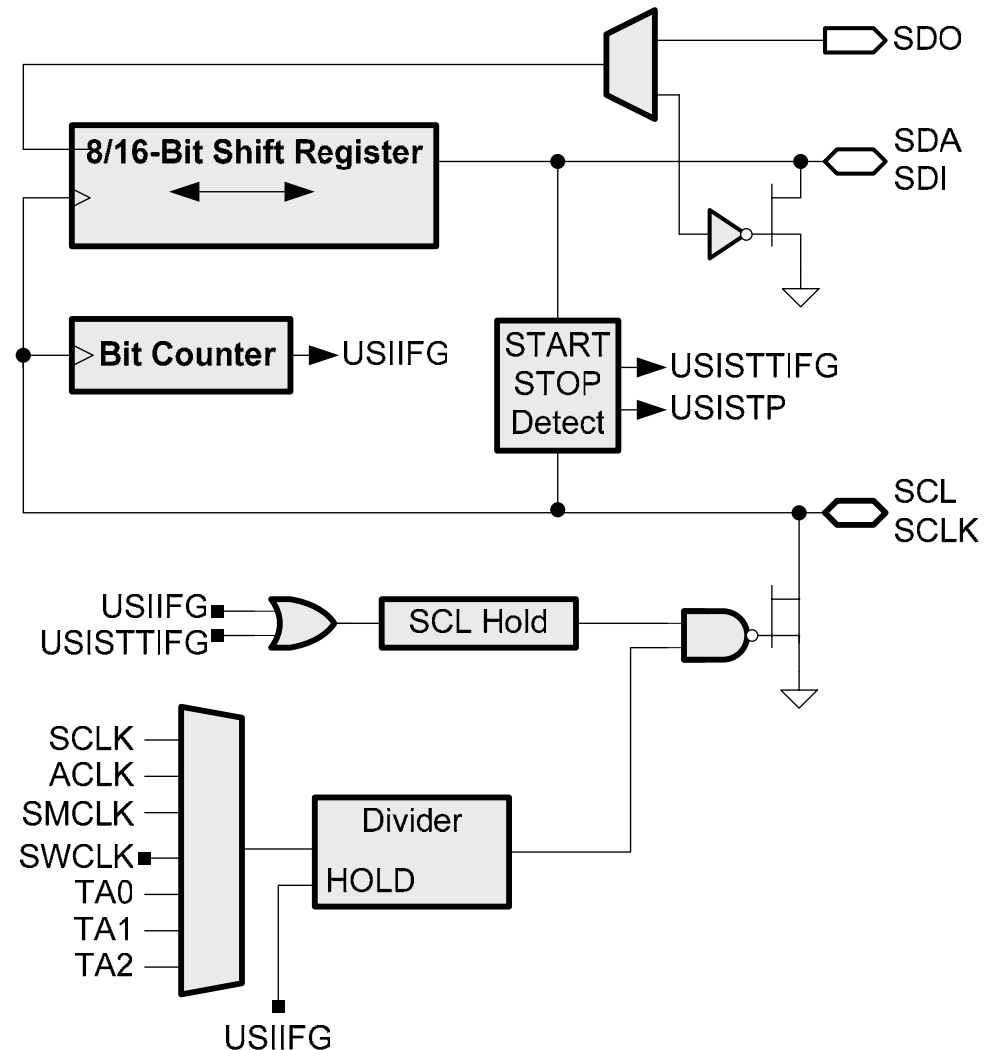 SDO
8/16-Bit Shift Register
SDA
SDI
Bit Counter
USIIFG
START
STOP
Detect
USISTTIFG
USISTP
SCL
SCLK
USIIFG
USISTTIFG
SCL Hold
SCLK
ACLK
SMCLK
SWCLK
TA0
TA1
TA2
Divider
HOLD
USIIFG